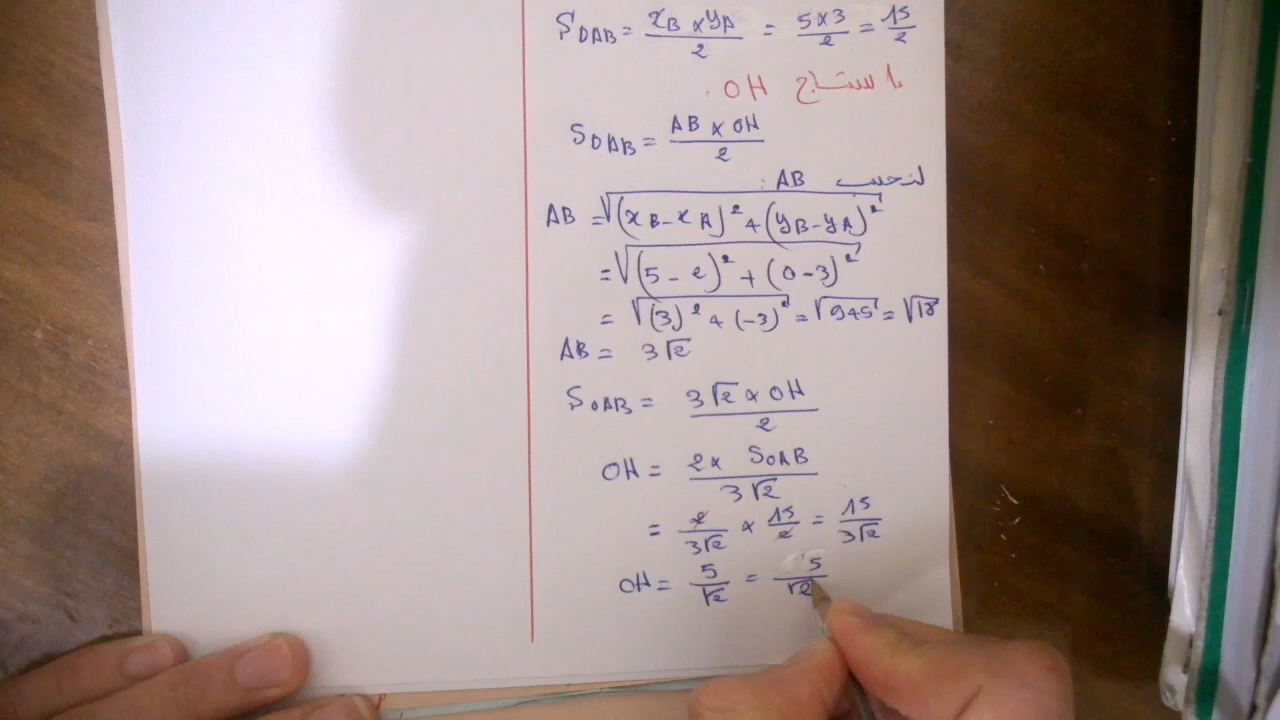 S_OAB = (x_B × y_A)/2 = (5×3)/2 = 15/2
OH :
S_OAB = (AB × OH)/2
لنحسب AB :
AB = √((x_B - x_A)² + (y_B - y_A)²)
= √((5 - 2)² + (0 - 3)²)
= √((3)² + (-3)²) = √(9+9) = √18
AB = 3√2
S_OAB = (3√2 × OH)/2
OH = (2 × S_OAB)/(3√2)
= 2/(3√2) × 15/2 = 15/(3√2)
OH = 5/√2 = 5/√2